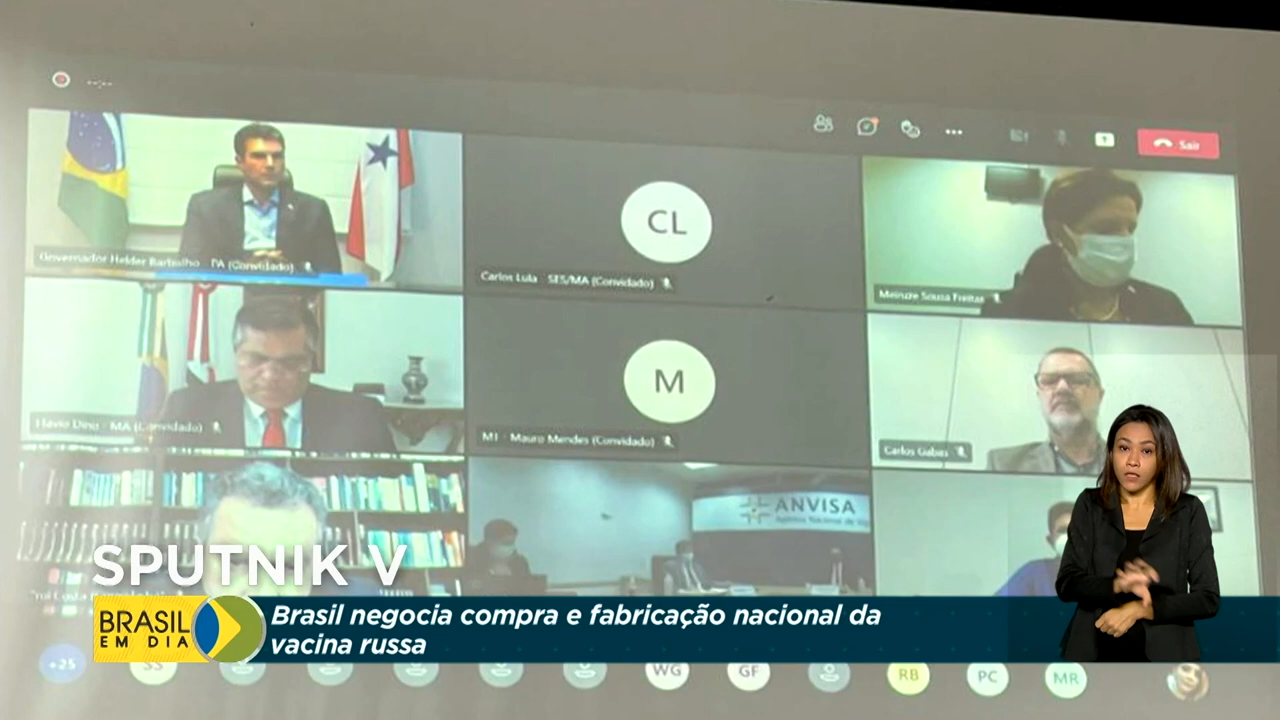 Sair
CL
Governador Helder Barbalho - PA (Convidado)
Carlos Lula - SES/MA (Convidado)
Meiruze Sousa Freitas
M
Flávio Dino - MA (Convidado)
MT - Mauro Mendes (Convidado)
Carlos Gabas
ANVISA
SPUTNIK V
BRASIL
EM DIA
Brasil negocia compra e fabricação nacional da
vacina russa
+25
SS
WG
GF
RB
PC
MR